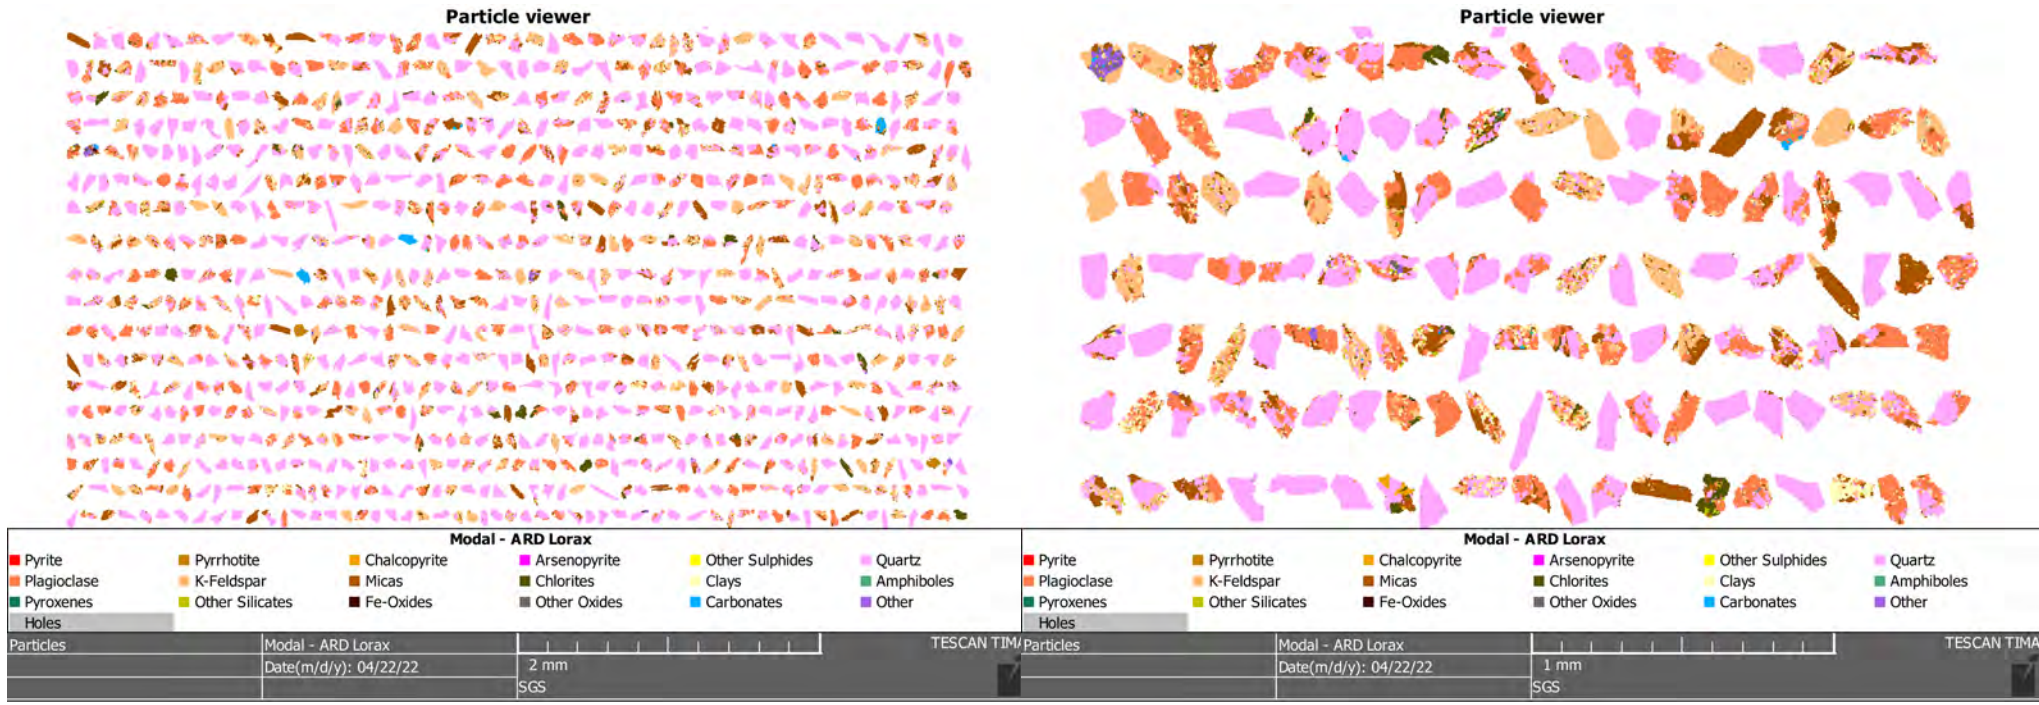 Particle viewer
Modal - ARD Lorax
Pyrite Pyrrhotite Chalcopyrite Arsenopyrite Other Sulphides Quartz
Plagioclase K-Feldspar Micas Chlorites Clays Amphiboles
Pyroxenes Other Silicates Fe-Oxides Other Oxides Carbonates Other
Holes
Particles Modal - ARD Lorax TESCAN TIMA
Date(m/d/y): 04/22/22 2 mm
SGS
Particle viewer
Modal - ARD Lorax
Pyrite Pyrrhotite Chalcopyrite Arsenopyrite Other Sulphides Quartz
Plagioclase K-Feldspar Micas Chlorites Clays Amphiboles
Pyroxenes Other Silicates Fe-Oxides Other Oxides Carbonates Other
Holes
Particles Modal - ARD Lorax TESCAN TIMA
Date(m/d/y): 04/22/22 1 mm
SGS